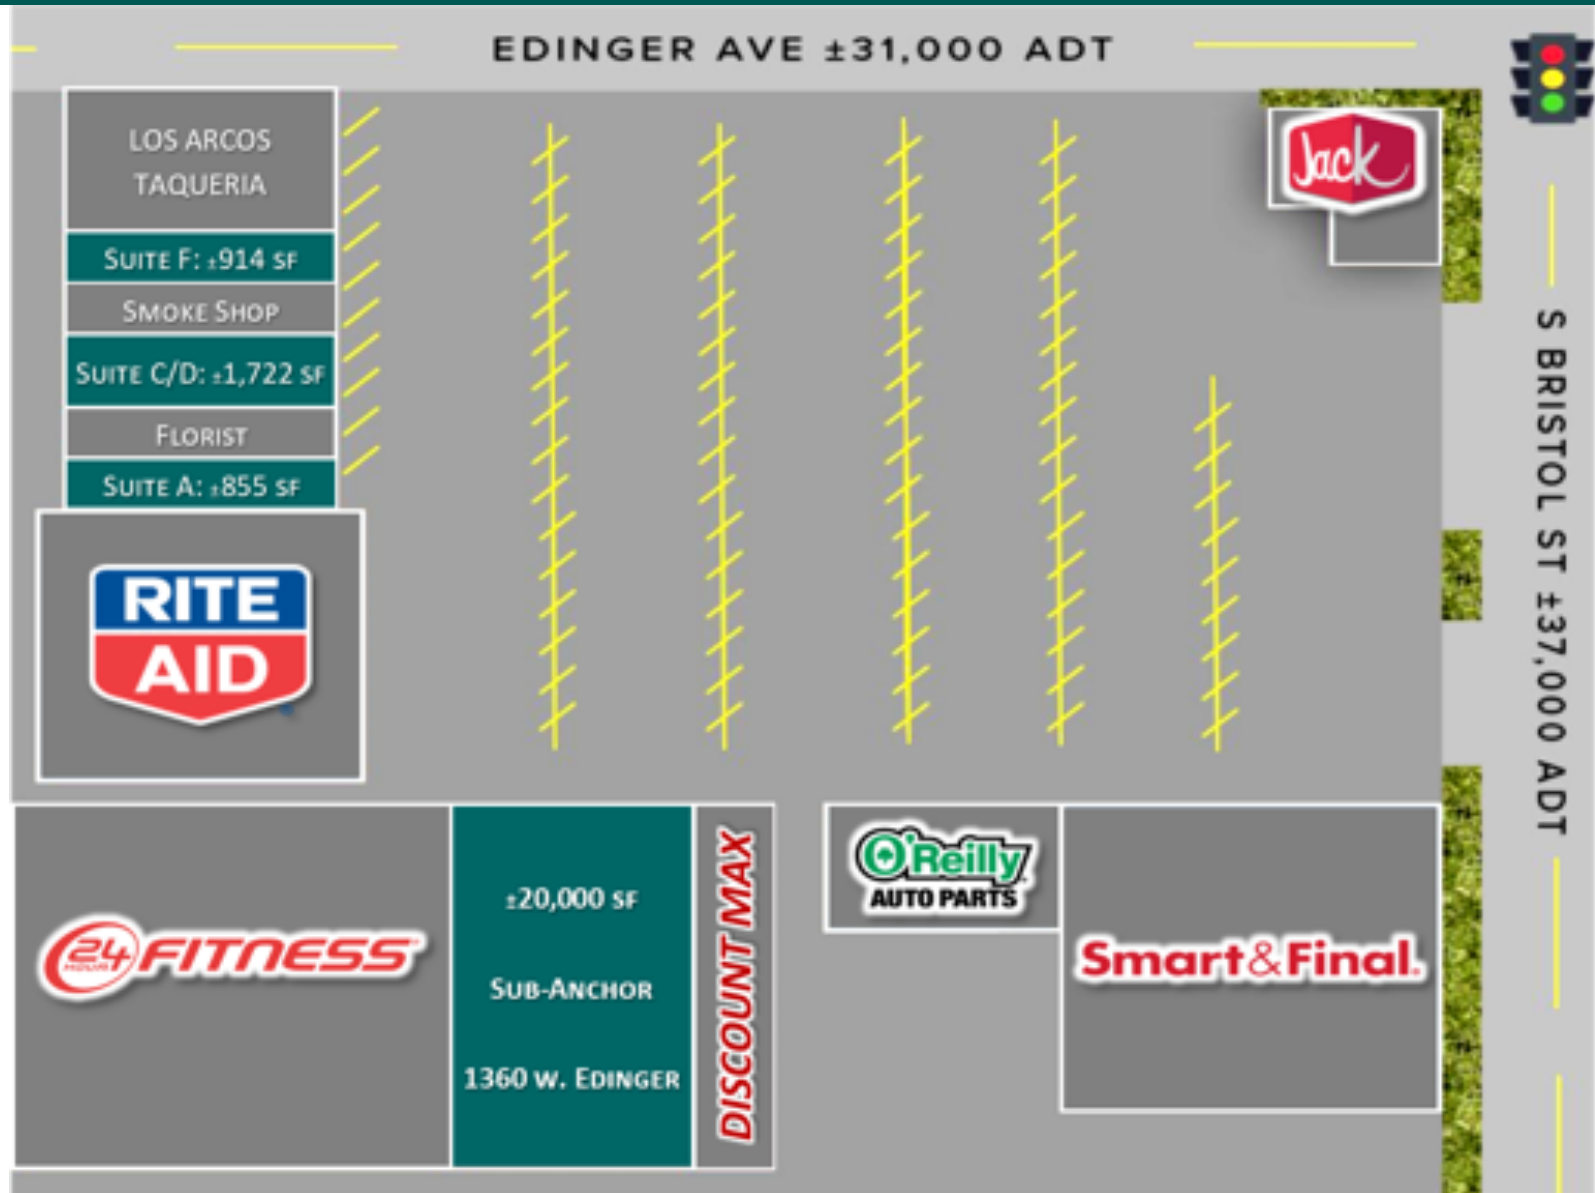 EDINGER AVE ±31,000 ADT
LOS ARCOS
TAQUERIA
SUITE F: ±914 SF
SMOKE SHOP
SUITE C/D: ±1,722 SF
FLORIST
SUITE A: ±855 SF
RITE
AID
Jack
S BRISTOL ST ±37,000 ADT
24
HOUR
FITNESS
±20,000 SF
SUB-ANCHOR
1360 W. EDINGER
DISCOUNT MAX
O'Reilly
AUTO PARTS
Smart&Final.